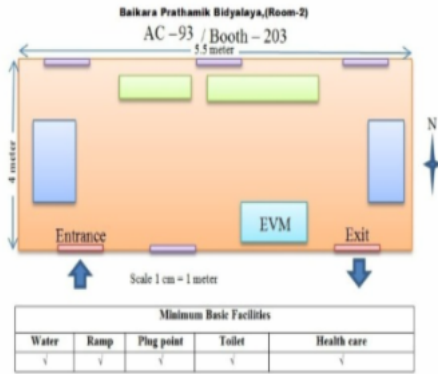 Baikara Prathamik Bidyalaya,(Room-2)
AC -93 / Booth - 203
5.5 meter
4 meter
N
EVM
Entrance
Exit
Scale 1 cm = 1 meter
Minimum Basic Facilities
Water Ramp Plug point Toilet Health care
√ √ √ √ √